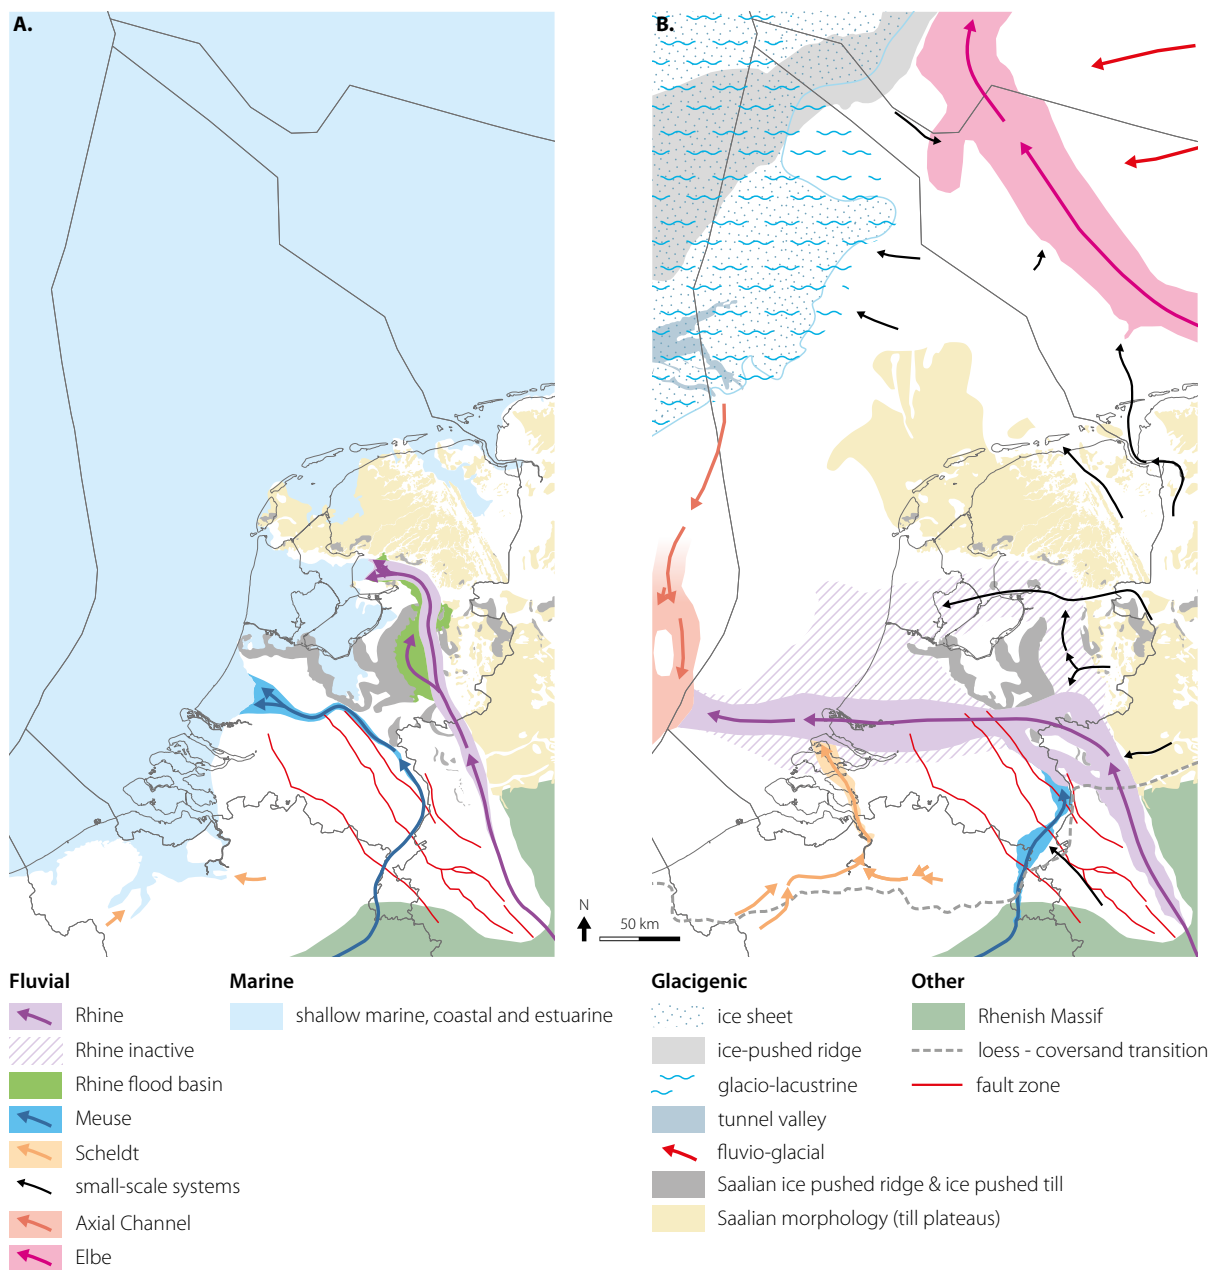 A.
B.
N
50 km
Fluvial
Rhine
Rhine inactive
Rhine flood basin
Meuse
Scheldt
small-scale systems
Axial Channel
Elbe
Marine
shallow marine, coastal and estuarine
Glacigenic
ice sheet
ice-pushed ridge
glacio-lacustrine
tunnel valley
fluvio-glacial
Saalian ice pushed ridge & ice pushed till
Saalian morphology (till plateaus)
Other
Rhenish Massif
loess - coversand transition
fault zone